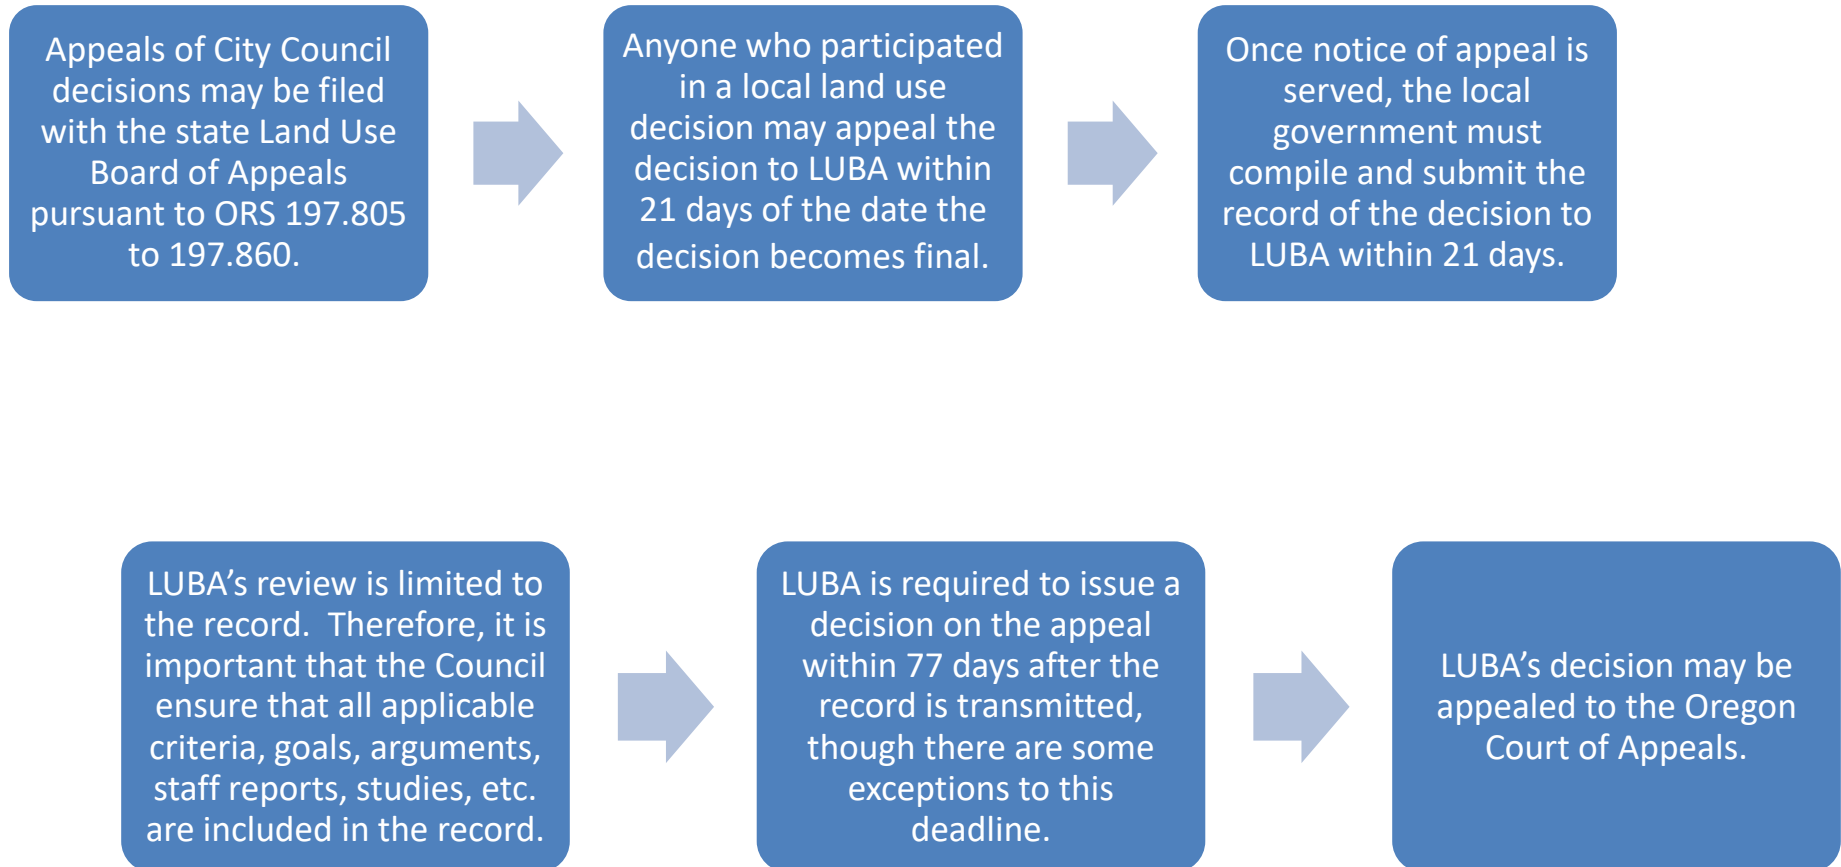 Appeals of City Council
decisions may be filed
with the state Land Use
Board of Appeals
pursuant to ORS 197.805
to 197.860.
Anyone who participated
in a local land use
decision may appeal the
decision to LUBA within
21 days of the date the
decision becomes final.
Once notice of appeal is
served, the local
government must
compile and submit the
record of the decision to
LUBA within 21 days.
LUBA’s review is limited to
the record.  Therefore, it is
important that the Council
ensure that all applicable
criteria, goals, arguments,
staff reports, studies, etc.
are included in the record.
LUBA is required to issue a
decision on the appeal
within 77 days after the
record is transmitted,
though there are some
exceptions to this
deadline.
LUBA’s decision may be
appealed to the Oregon
Court of Appeals.